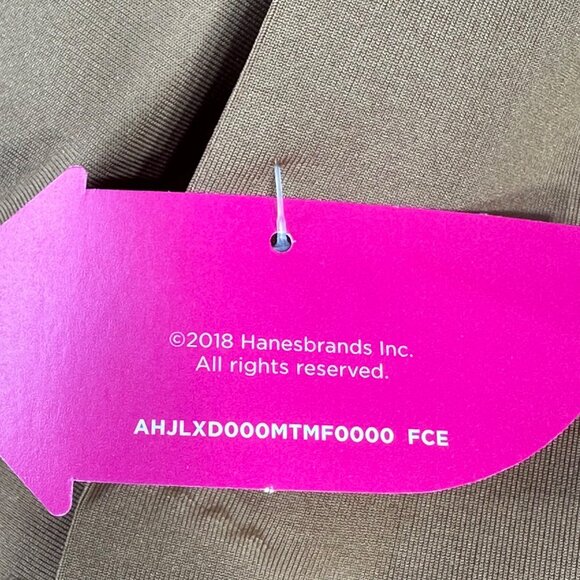 ©2018 Hanesbrands Inc.
All rights reserved.
AHJLXD000MTMF0000 FCE